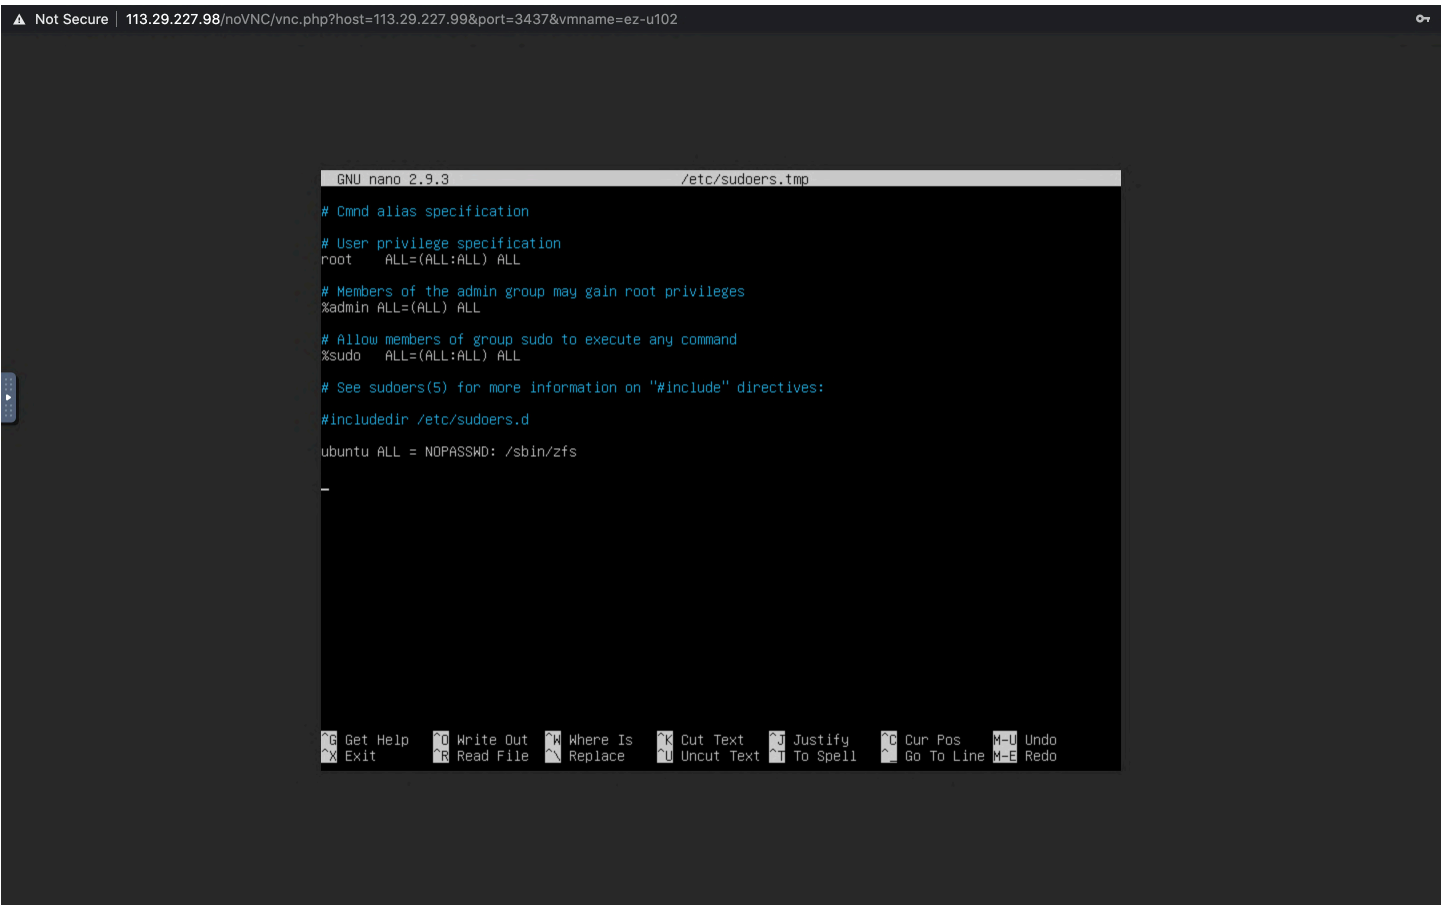 Not Secure | 113.29.227.98/noVNC/vnc.php?host=113.29.227.99&port=3437&vmname=ez-u102
GNU nano 2.9.3 /etc/sudoers.tmp
# Cmnd alias specification
# User privilege specification
root    ALL=(ALL:ALL) ALL
# Members of the admin group may gain root privileges
%admin ALL=(ALL) ALL
# Allow members of group sudo to execute any command
%sudo   ALL=(ALL:ALL) ALL
# See sudoers(5) for more information on "#include" directives:
#includedir /etc/sudoers.d
ubuntu ALL = NOPASSWD: /sbin/zfs
^G Get Help ^O Write Out ^W Where Is ^K Cut Text ^J Justify ^C Cur Pos M-U Undo
^X Exit ^R Read File ^\ Replace ^U Uncut Text ^T To Spell ^_ Go To Line M-E Redo